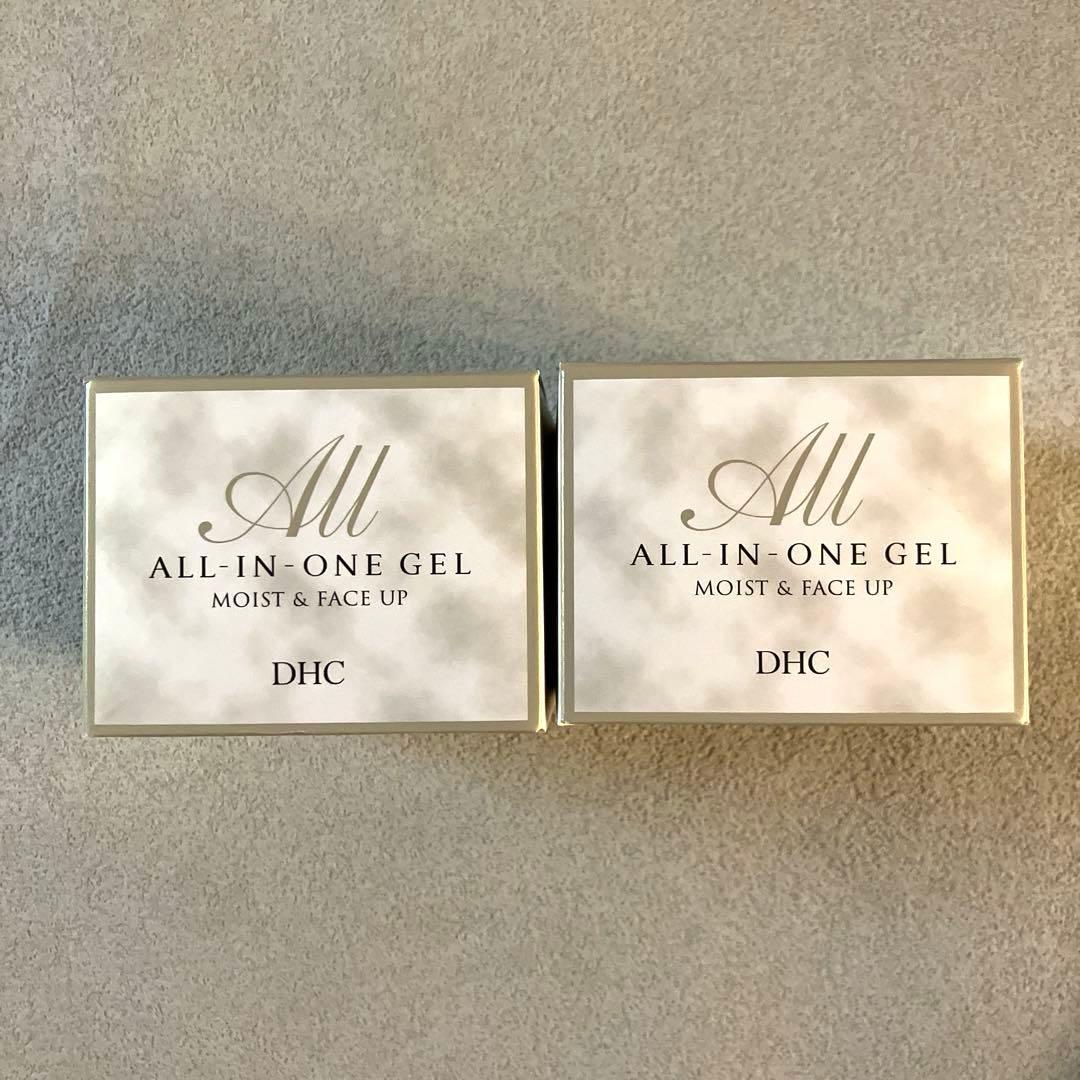 All
ALL-IN-ONE GEL
MOIST & FACE UP
DHC
All
ALL-IN-ONE GEL
MOIST & FACE UP
DHC